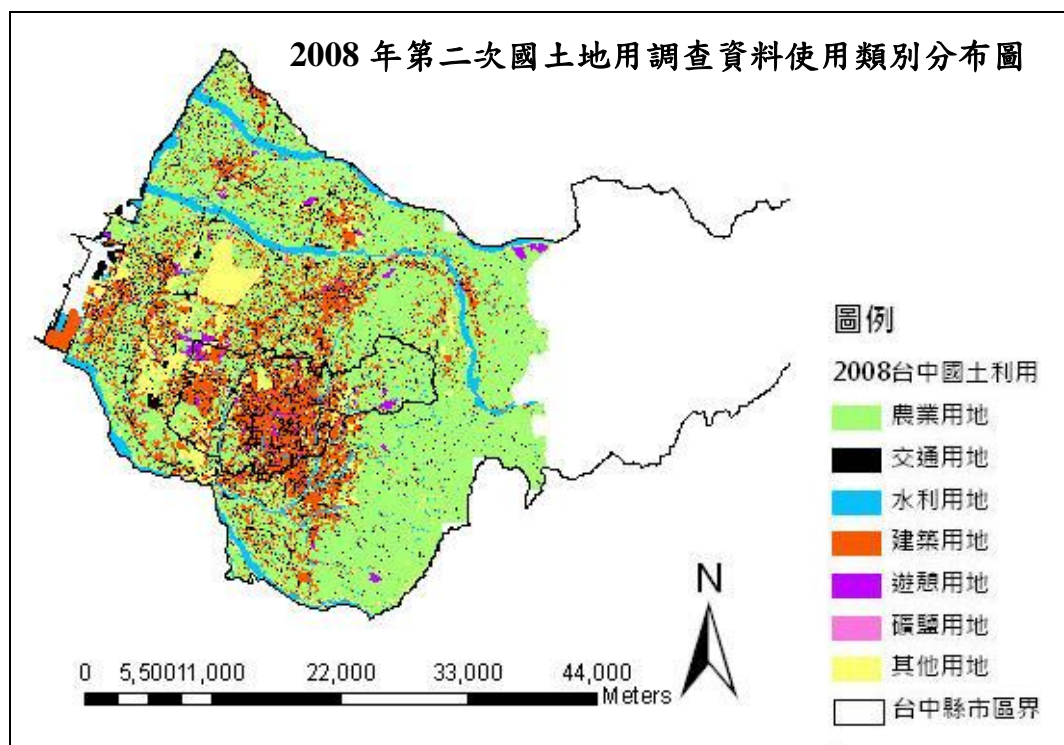 2008 年第二次國土地用調查資料使用類別分布圖
圖例
2008台中國土利用
農業用地
交通用地
水利用地
建築用地
遊憩用地
礦鹽用地
其他用地
台中縣市區界
N
0 5,50011,000 22,000 33,000 44,000
Meters